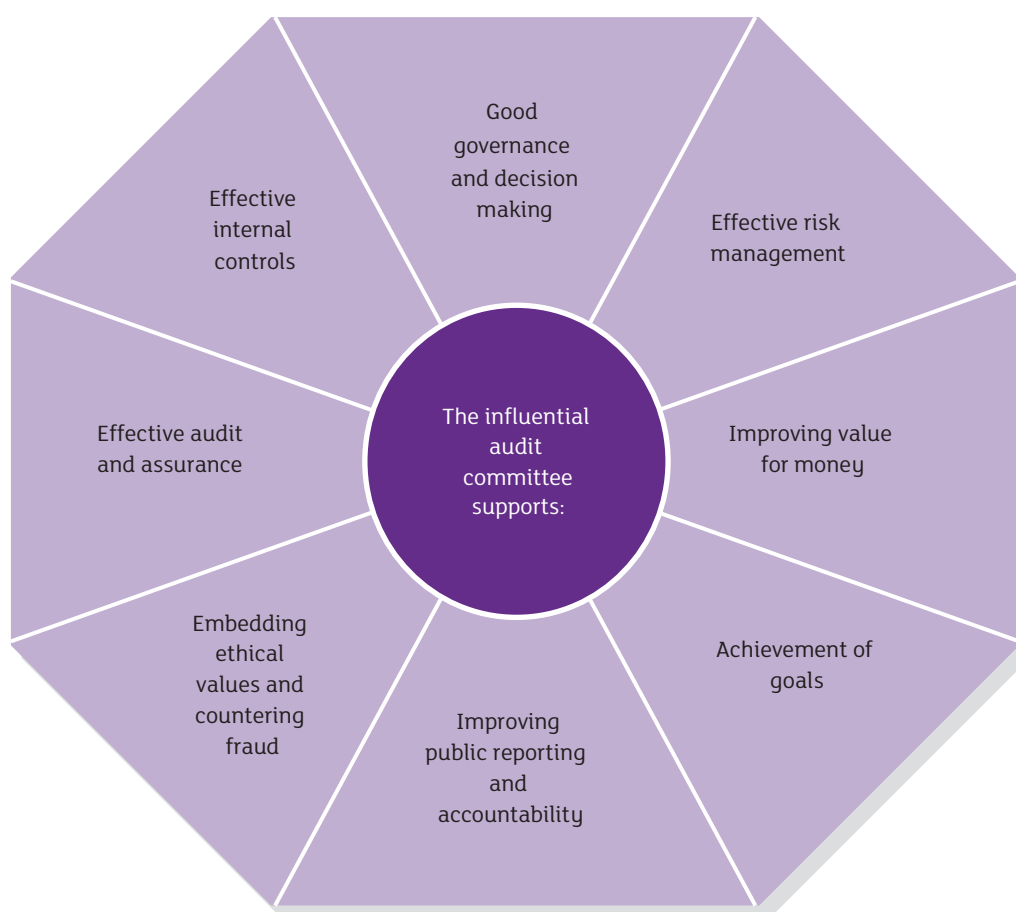 Good
governance
and decision
making
Effective risk
management
Improving value
for money
Achievement of
goals
Improving
public reporting
and
accountability
Embedding
ethical
values and
countering
fraud
Effective audit
and assurance
Effective
internal
controls
The influential
audit
committee
supports: